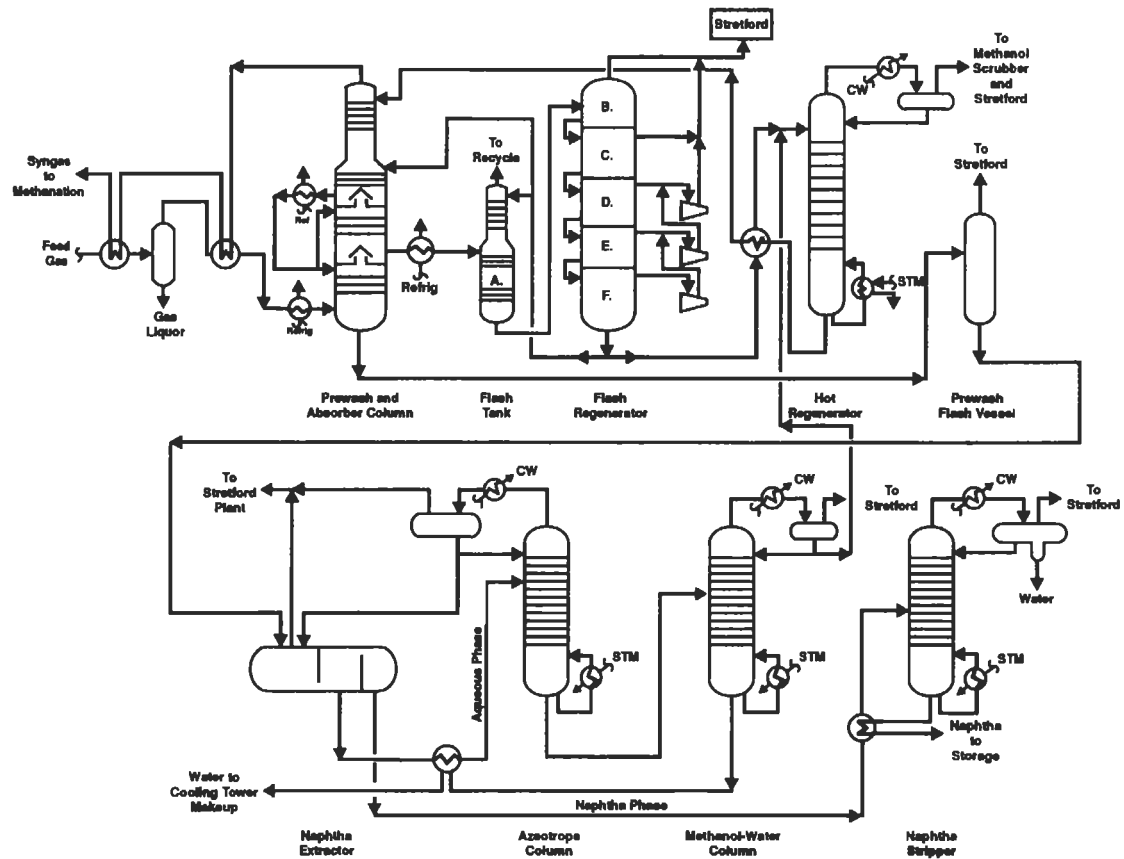 Stretford
To
Methanol
Scrubber
and
Stretford
CW
B.
C.
D.
E.
F.
To
Recycle
A.
To
Stretford
Syngas
to
Methanation
Feed
Gas
Gas
Liquor
Ref
Refrig
Refrig
STM
Prewash and
Absorber Column
Flash
Tank
Flash
Regenerator
Hot
Regenerator
Prewash
Flash Vessel
To
Stretford
Plant
CW
CW
To
Stretford
CW
To
Stretford
Water
Aqueous Phase
STM
STM
STM
Naphtha
to
Storage
Water to
Cooling Tower
Makeup
Naphtha Phase
Naphtha
Extractor
Azeotrope
Column
Methanol-Water
Column
Naphtha
Stripper